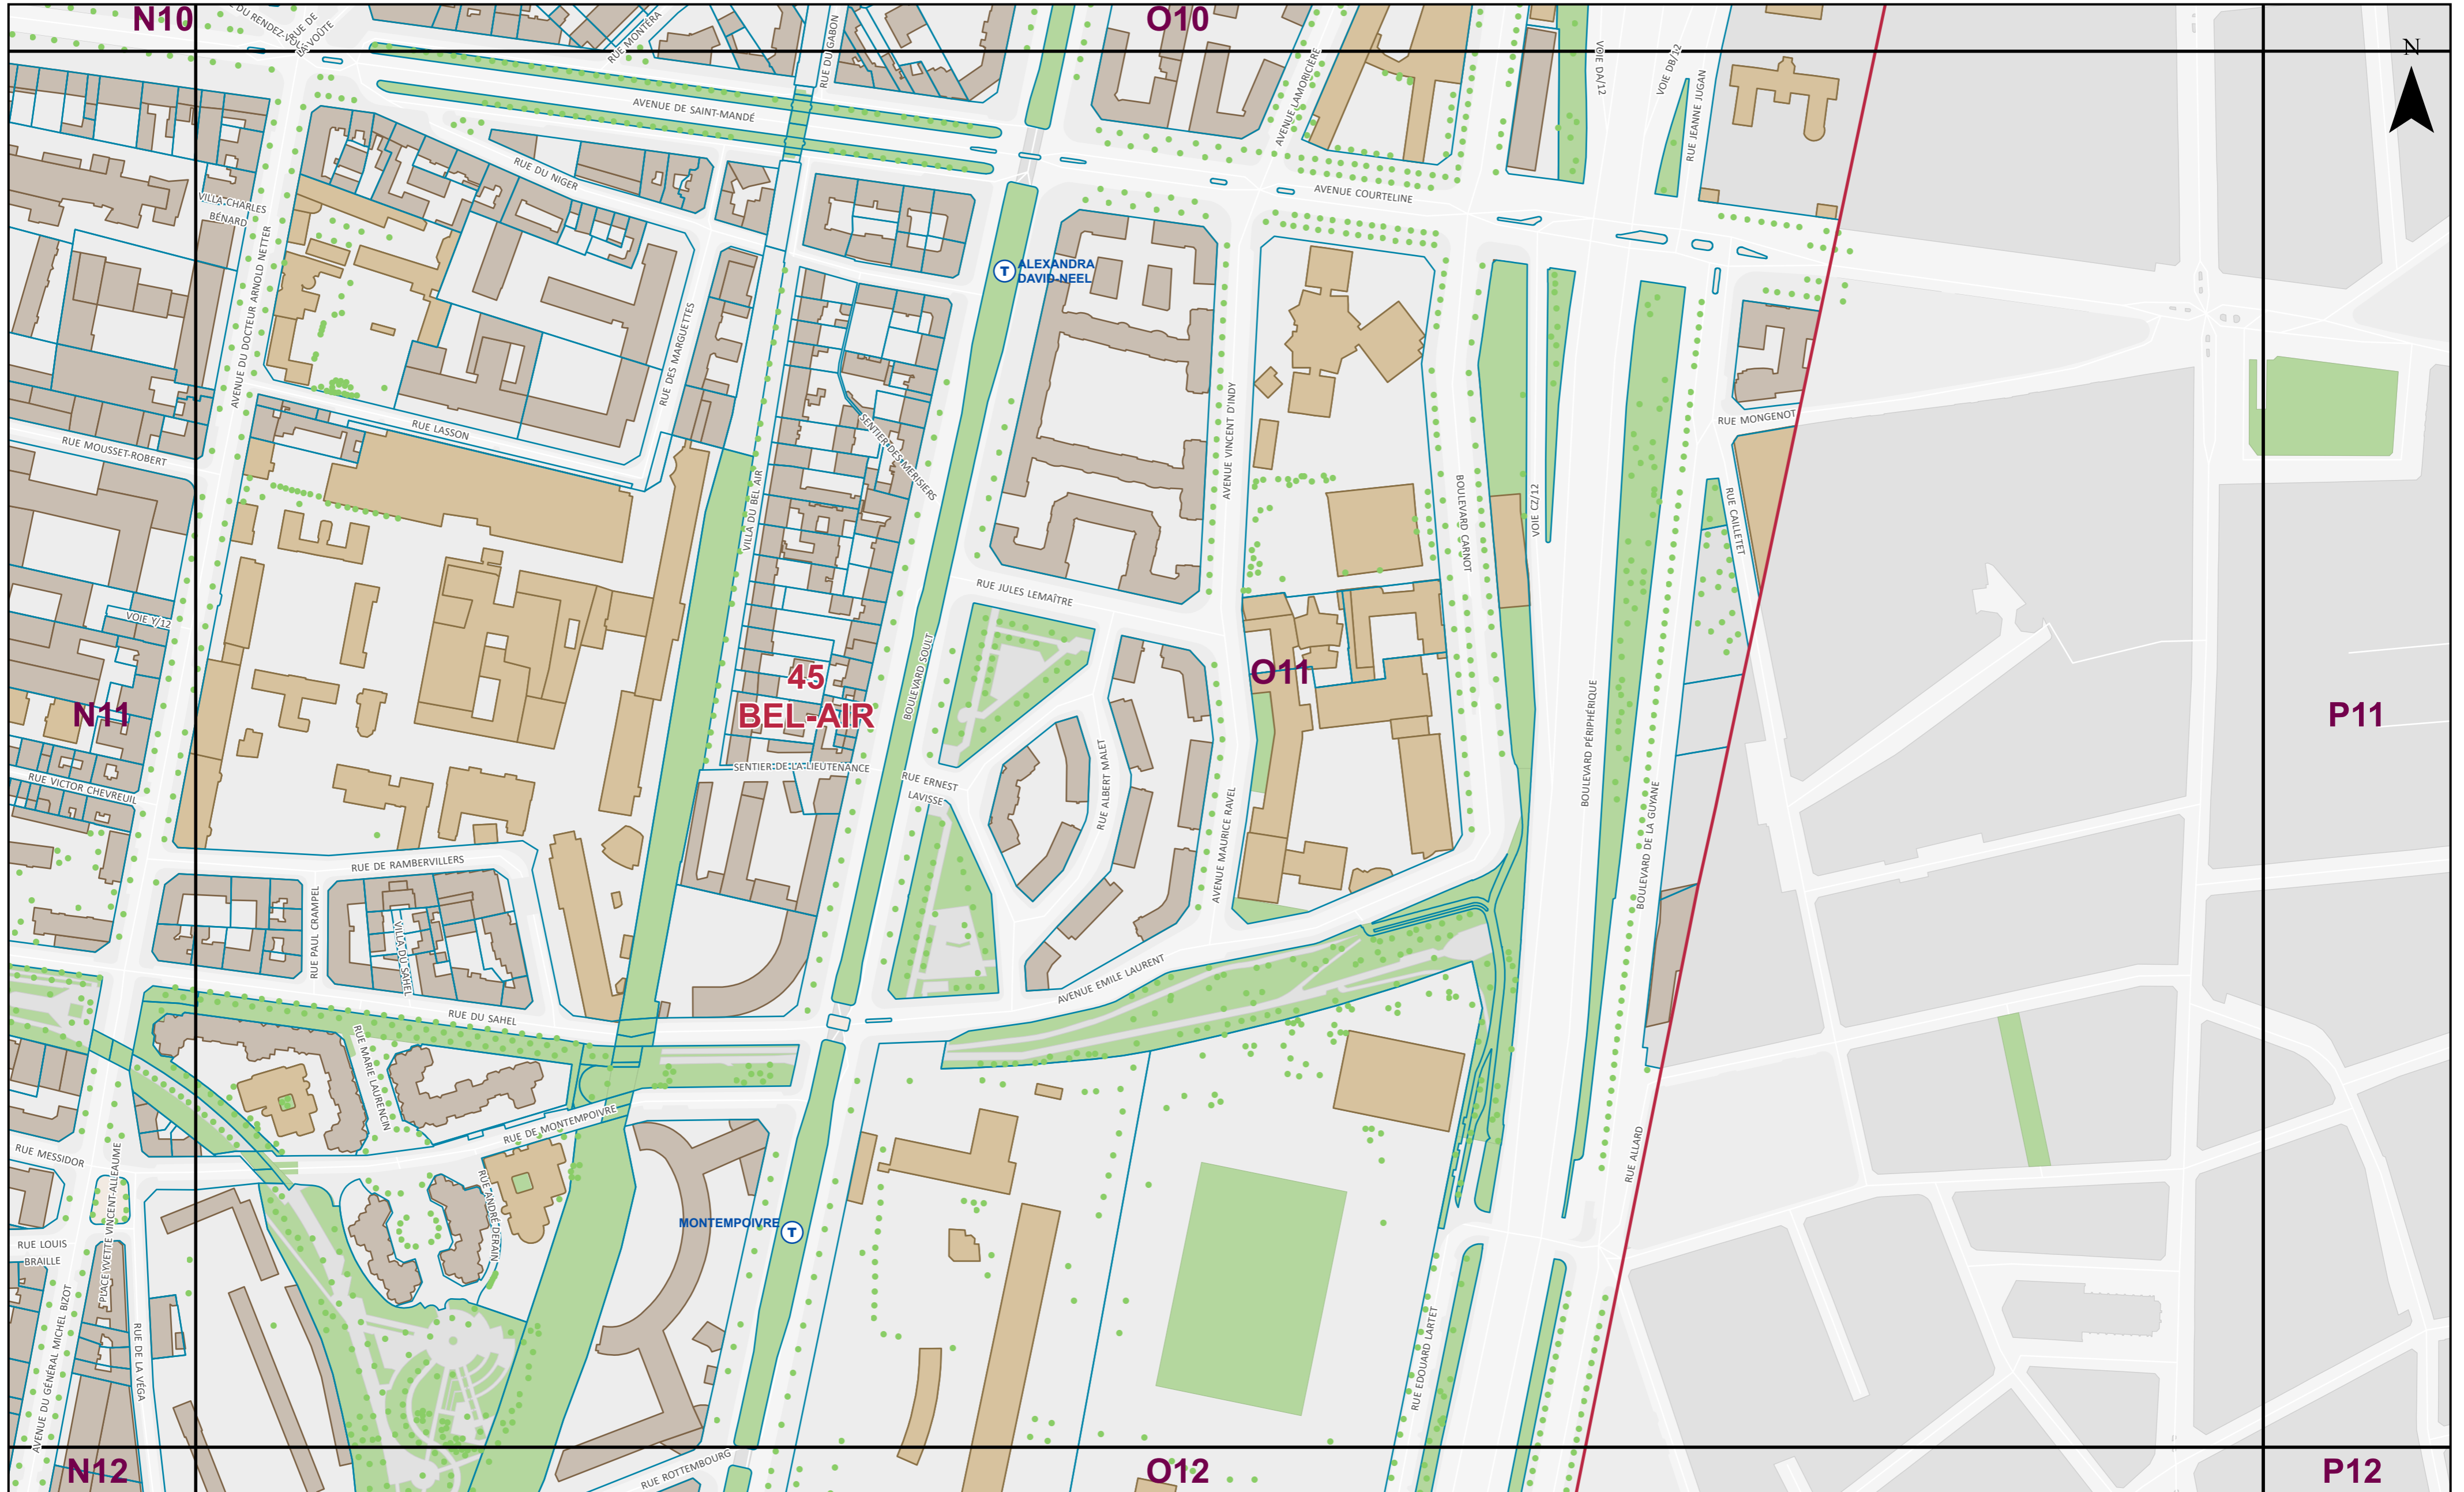 N10
O10
N
RUE DE
LA VOÛTE
RUE MONTÉRA
RUE DU GABON
AVENUE LAMORICIÈRE
VOIE DA/12
VOIE DB/12
RUE JEANNE JUGAN
AVENUE DE SAINT-MANDÉ
RUE DU NIGER
AVENUE COURTELINE
VILLA CHARLES
BÉNARD
AVENUE DU DOCTEUR ARNOLD NETTER
ALEXANDRA
DAVID-NEEL
T
RUE DES MARGUETTES
RUE LASSON
RUE MOUSSET-ROBERT
SENTIER DES MERISIERS
AVENUE VINCENT D'INDY
RUE MONGENOT
VILLA DU BEL AIR
BOULEVARD CARNOT
VOIE CZ/12
RUE CAILLETET
RUE JULES LEMAÎTRE
VOIE Y/12
BOULEVARD SOULT
45
BEL-AIR
O11
N11
P11
BOULEVARD PÉRIPHÉRIQUE
BOULEVARD DE LA GUYANE
SENTIER DE LA LIEUTENANCE
RUE ERNEST
LAVISSE
RUE ALBERT MALET
AVENUE MAURICE RAVEL
RUE VICTOR CHEVREUIL
RUE DE RAMBERVILLERS
RUE PAUL CRAMPEL
VILLA DU SAHEL
AVENUE EMILE LAURENT
RUE DU SAHEL
RUE MARIE LAURENCIN
RUE DE MONTEMPOIVRE
RUE MESSIDOR
PLACE YVETTE VINCENT-ALLEAUME
RUE ANDRÉ DERAIN
MONTEMPOIVRE
T
RUE ALLARD
RUE LOUIS
BRAILLE
AVENUE DU GÉNÉRAL MICHEL BIZOT
RUE DE LA VÉGA
RUE EDOUARD LARTET
RUE ROTTEMBOURG
N12
O12
P12